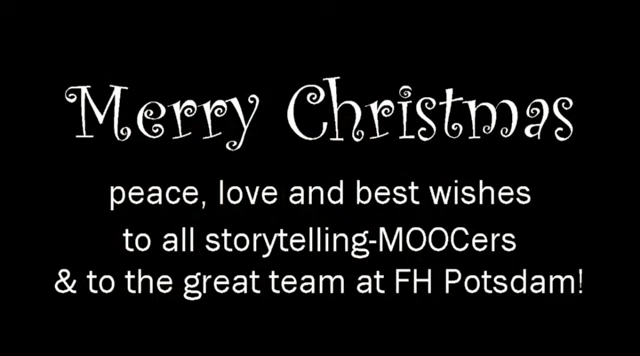 Merry Christmas
peace, love and best wishes
to all storytelling-MOOCers
& to the great team at FH Potsdam!